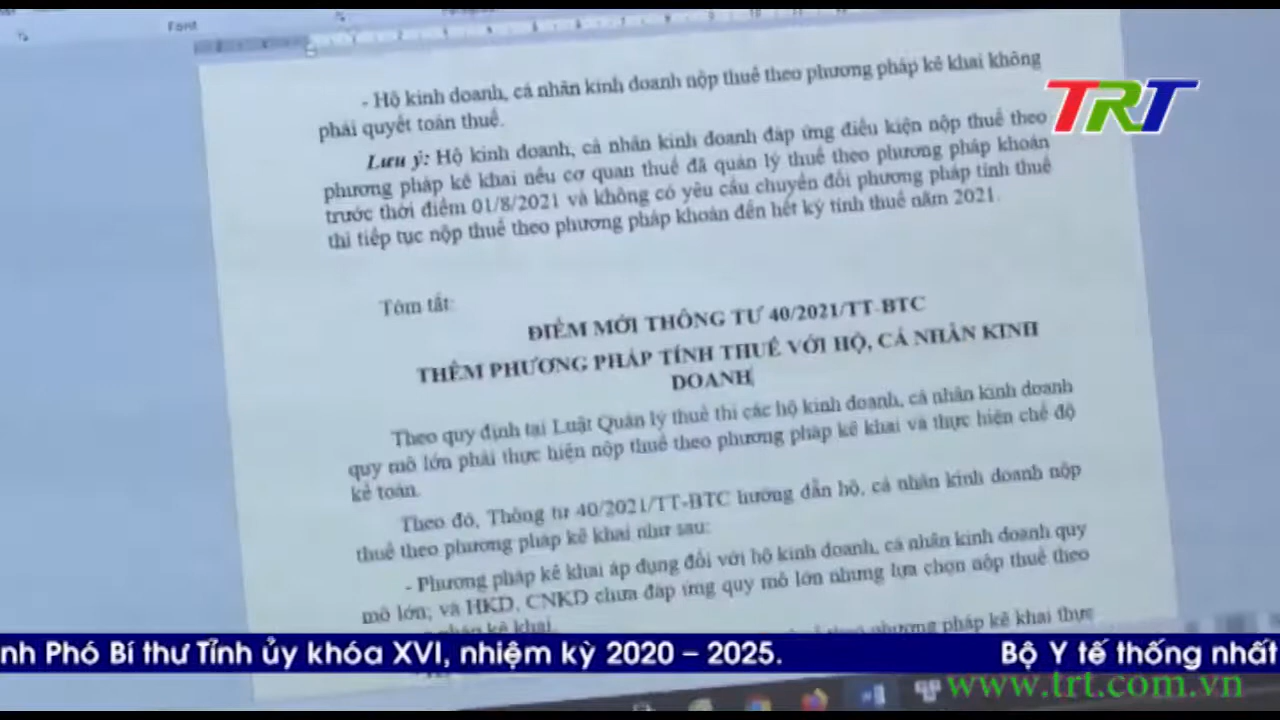 Font
- Hộ kinh doanh, cá nhân kinh doanh nộp thuế theo phương pháp kê khai không
phải quyết toán thuế.
TRT
Lưu ý: Hộ kinh doanh, cá nhân kinh doanh đáp ứng điều kiện nộp thuế theo
phương pháp kê khai nếu cơ quan thuế đã quản lý thuế theo phương pháp khoán
trước thời điểm 01/8/2021 và không có yêu cầu chuyển đổi phương pháp tính thuế
thì tiếp tục nộp thuế theo phương pháp khoán đến hết kỳ tính thuế năm 2021.
Tóm tắt:
ĐIỂM MỚI THÔNG TƯ 40/2021/TT-BTC
THÊM PHƯƠNG PHÁP TÍNH THUẾ VỚI HỘ, CÁ NHÂN KINH
DOANH
Theo quy định tại Luật Quản lý thuế thì các hộ kinh doanh, cá nhân kinh doanh
quy mô lớn phải thực hiện nộp thuế theo phương pháp kê khai và thực hiện chế độ
kế toán.
Theo đó, Thông tư 40/2021/TT-BTC hướng dẫn hộ, cá nhân kinh doanh nộp
thuế theo phương pháp kê khai như sau:
- Phương pháp kê khai áp dụng đối với hộ kinh doanh, cá nhân kinh doanh quy
mô lớn; và HKD, CNKD chưa đáp ứng quy mô lớn nhưng lựa chọn nộp thuế theo
pháp kê khai.
theo phương pháp kê khai thực
nh Phó Bí thư Tỉnh ủy khóa XVI, nhiệm kỳ 2020 – 2025.
Bộ Y tế thống nhất
www.trt.com.vn